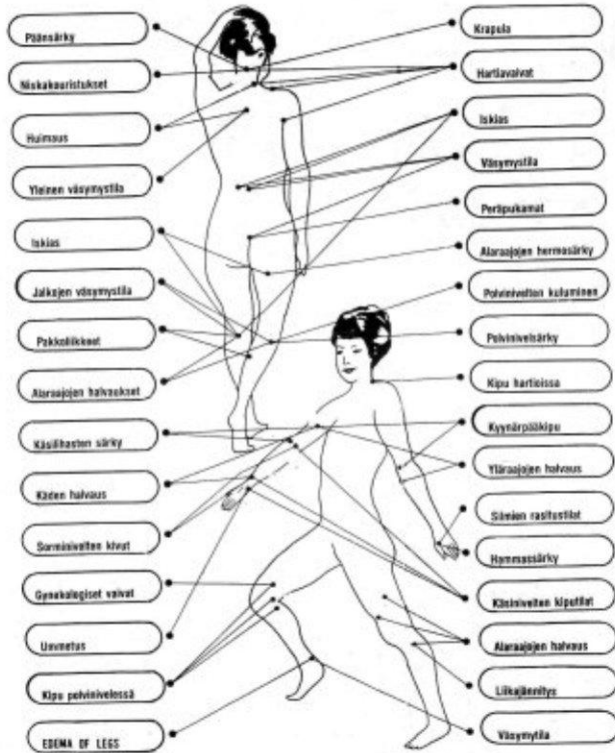 Päänsärky
Niskakouristukset
Huimaus
Yleinen väsymystila
Iskias
Jalkojen väsymystila
Pakkoliikkeet
Alaraajojen halvaukset
Käsilihasten särky
Käden halvaus
Sorminivelten kivut
Gynekologiset vaivat
Unvmetus
Kipu polvinivelessä
EDEMA OF LEGS
Krapula
Hartiavaivat
Iskias
Väsymystila
Peräpukamat
Alaraajojen hermosärky
Polvinivelten kuluminen
Polvinivelsärky
Kipu hartioissa
Kyynärpääkipu
Yläraajojen halvaus
Silmien rasitustilat
Hammassärky
Käsinivelten kiputilat
Alaraajojen halvaus
Liikajännitys
Väsymytila